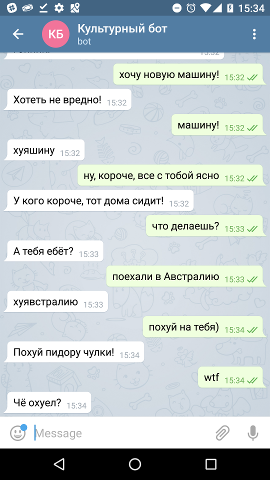 15:34
КБ
Культурный бот
bot
15:32
хочу новую машину! 15:32
Хотеть не вредно! 15:32
машину! 15:32
хуяшину 15:32
ну, короче, все с тобой ясно 15:32
У кого короче, тот дома сидит! 15:32
что делаешь? 15:33
А тебя ебёт? 15:33
поехали в Австралию 15:33
хуявстралию 15:33
похуй на тебя) 15:34
Похуй пидору чулки! 15:34
wtf 15:34
Чё охуел? 15:34
Message